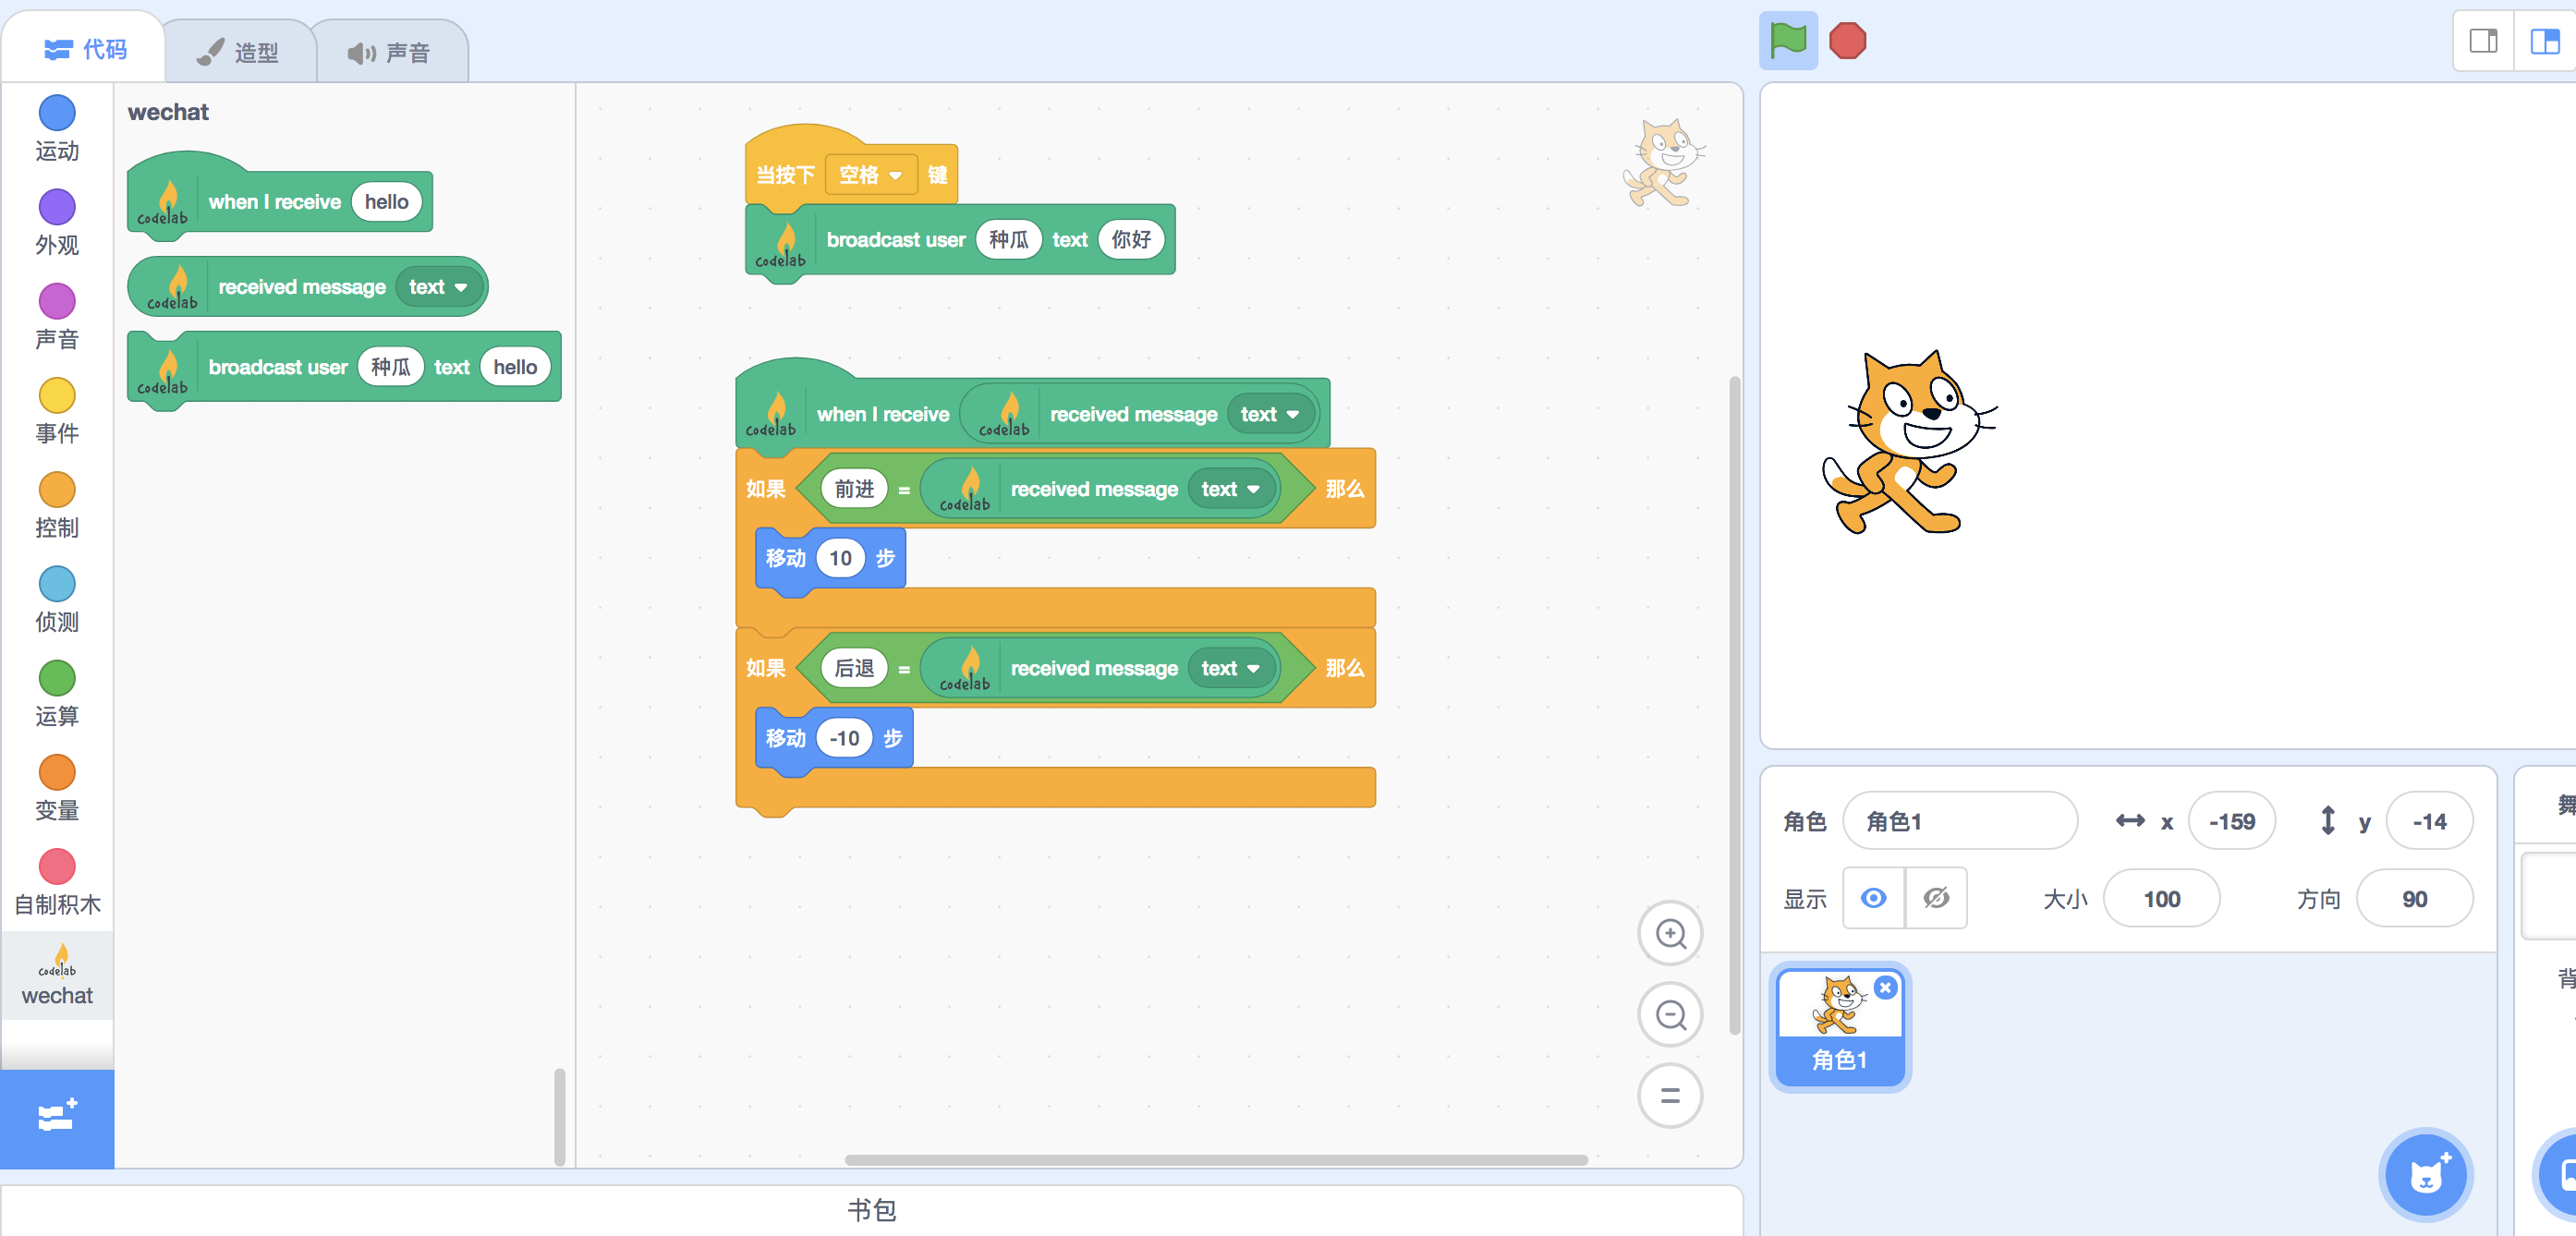 代码
造型
声音
运动
外观
声音
事件
控制
侦测
运算
变量
自制积木
codelab
wechat
wechat
codelab when I receive hello
codelab received message text
codelab broadcast user 种瓜 text hello
当按下 空格 键
codelab broadcast user 种瓜 text 你好
codelab when I receive codelab received message text
如果 前进 = codelab received message text 那么
移动 10 步
如果 后退 = codelab received message text 那么
移动 -10 步
书包
角色 角色1 x -159 y -14
显示 大小 100 方向 90
角色1